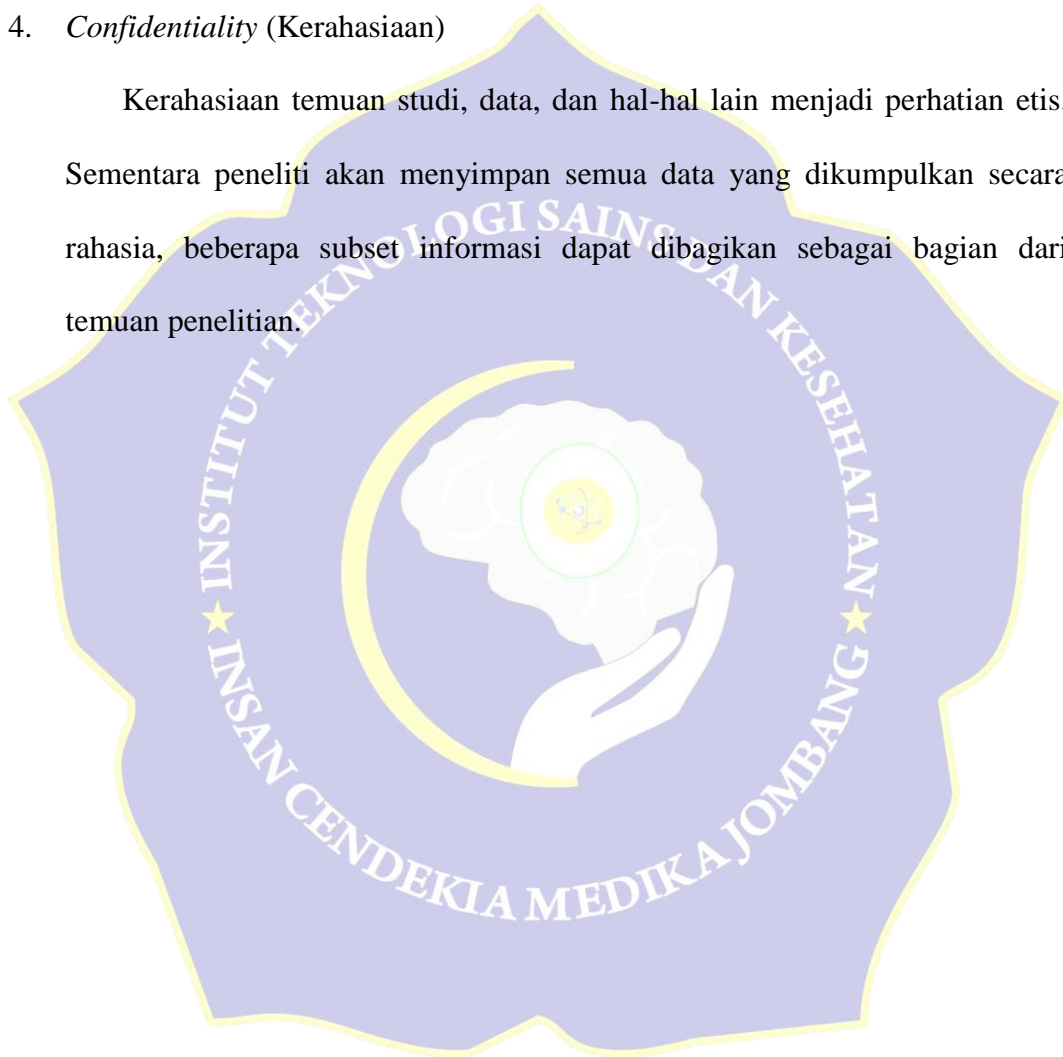 4. Confidentiality (Kerahasiaan)
Kerahasiaan temuan studi, data, dan hal-hal lain menjadi perhatian etis.
Sementara peneliti akan menyimpan semua data yang dikumpulkan secara
rahasia, beberapa subset informasi dapat dibagikan sebagai bagian dari
temuan penelitian.
INSTITUT TEKNOLOGI SAINS DAN KESEHATAN
INSAN CENDEKIA MEDIKA JOMBANG